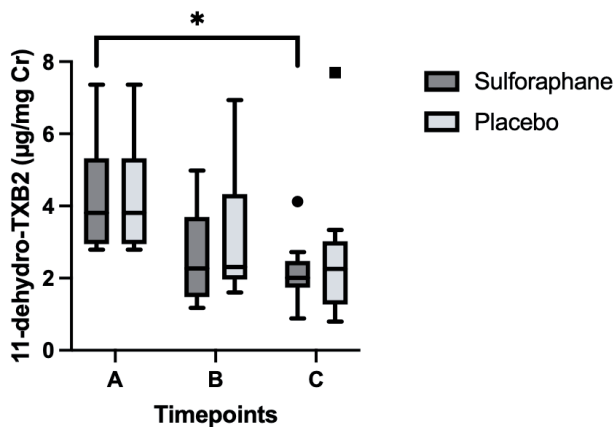 *
8
6
4
2
0
11-dehydro-TXB2 (µg/mg Cr)
A B C
Timepoints
Sulforaphane
Placebo